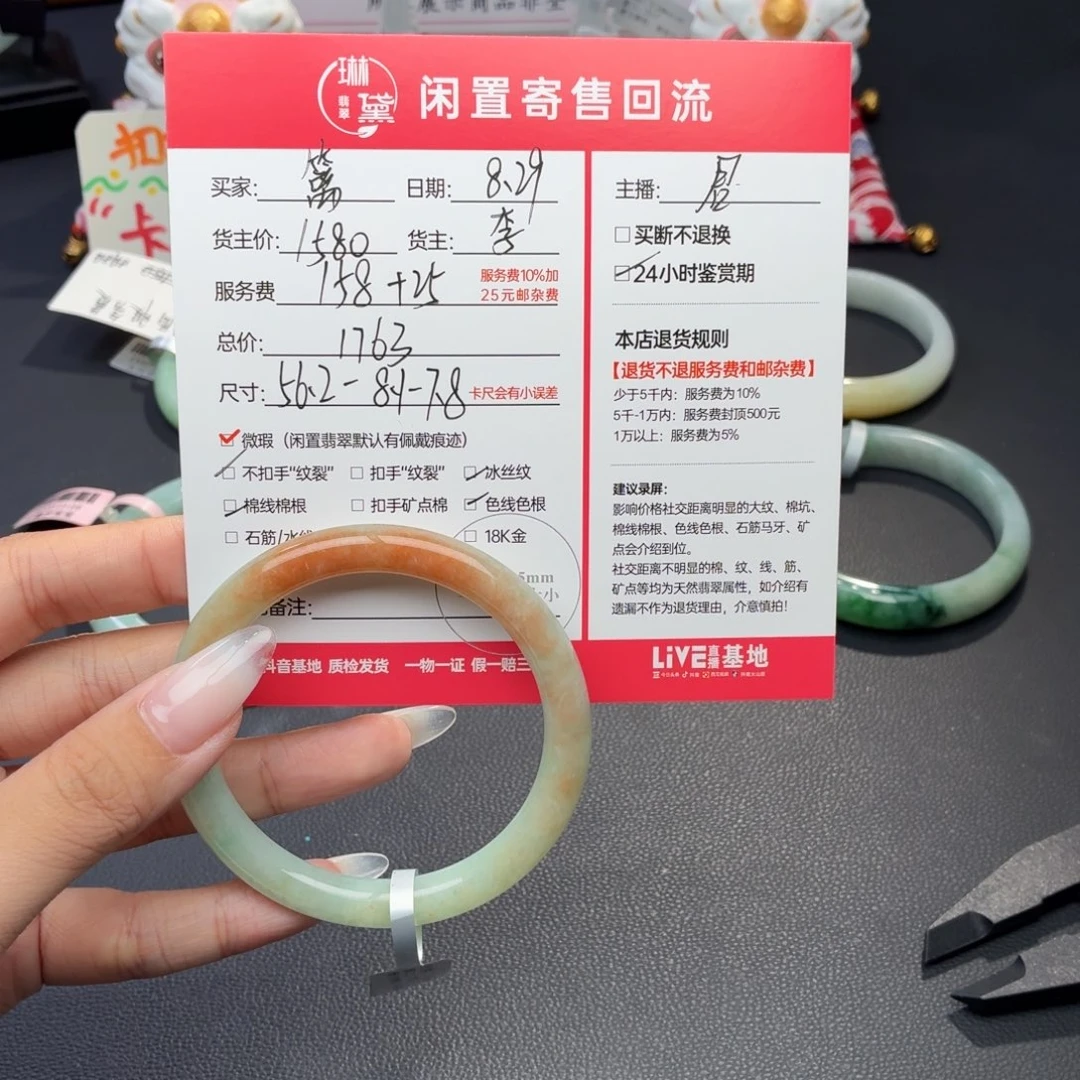 扣
卡
琳黛
翡翠
闲置寄售回流
买家:
日期: 8.29
货主价: 1580
货主: 李
服务费 158+25
服务费10%加
25元邮杂费
总价: 1763
尺寸: 56.2-8.1-7.8 卡尺会有小误差
微瑕（闲置翡翠默认有佩戴痕迹）
不扣手“纹裂” 扣手“纹裂” 冰丝纹
棉线棉根 扣手矿点棉 色线色根
石筋/水 18K金
5mm
小
备注:
抖音基地 质检发货 一物一证 假一赔三
主播:
买断不退换
24小时鉴赏期
本店退货规则
【退货不退服务费和邮杂费】
少于5千内：服务费为10%
5千-1万内：服务费封顶500元
1万以上：服务费为5%
建议录屏：
影响价格社交距离明显的大纹、棉坑、
棉线棉根、色线色根、石筋马牙、矿
点会介绍到位。
社交距离不明显的棉、纹、线、筋、
矿点等均为天然翡翠属性，如介绍有
遗漏不作为退货理由，介意慎拍！
LiVE直播基地